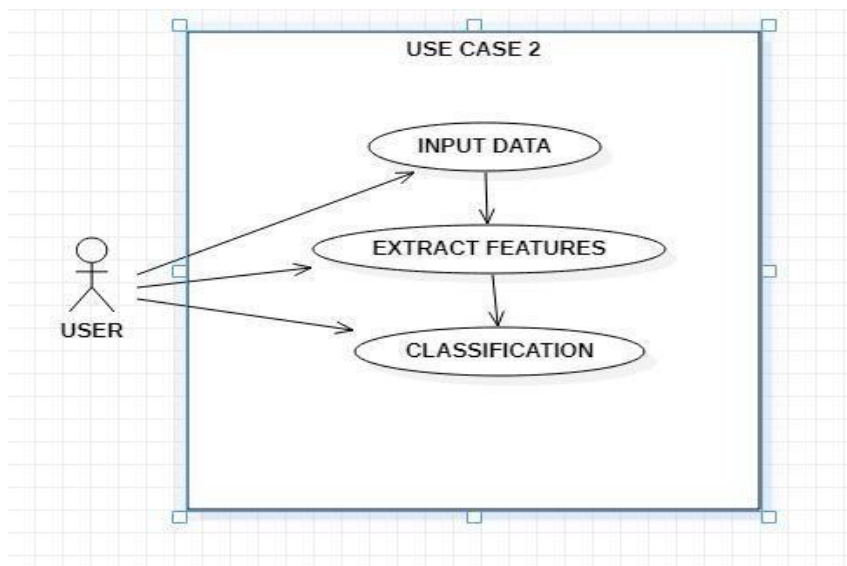 USE CASE 2
INPUT DATA
EXTRACT FEATURES
USER
CLASSIFICATION